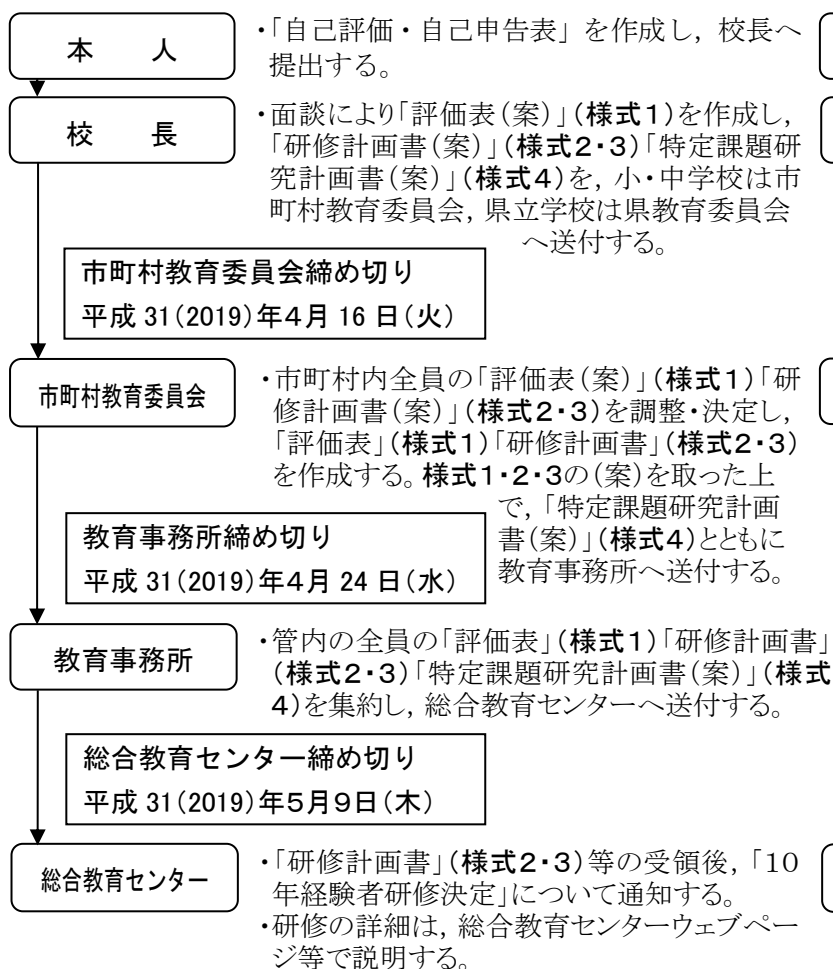 本　人
・「自己評価・自己申告表」を作成し，校長へ
提出する。
校　長
・面談により「評価表（案）」（様式１）を作成し，
「研修計画書（案）」（様式２・３）「特定課題研
究計画書（案）」（様式４）を，小・中学校は市
町村教育委員会，県立学校は県教育委員会
へ送付する。
市町村教育委員会締め切り
平成 31（2019）年４月 16 日（火）
市町村教育委員会
・市町村内全員の「評価表（案）」（様式１）「研
修計画書（案）」（様式２・３）を調整・決定し，
「評価表」（様式１）「研修計画書」（様式２・３）
を作成する。様式１・２・３の（案）を取った上
で，「特定課題研究計画
書（案）」（様式４）とともに
教育事務所へ送付する。
教育事務所締め切り
平成 31（2019）年４月 24 日（水）
教育事務所
・管内の全員の「評価表」（様式１）「研修計画書」
（様式２・３）「特定課題研究計画書（案）」（様式
４）を集約し，総合教育センターへ送付する。
総合教育センター締め切り
平成 31（2019）年５月９日（木）
総合教育センター
・「研修計画書」（様式２・３）等の受領後，「10
年経験者研修決定」について通知する。
・研修の詳細は，総合教育センターウェブペー
ジ等で説明する。